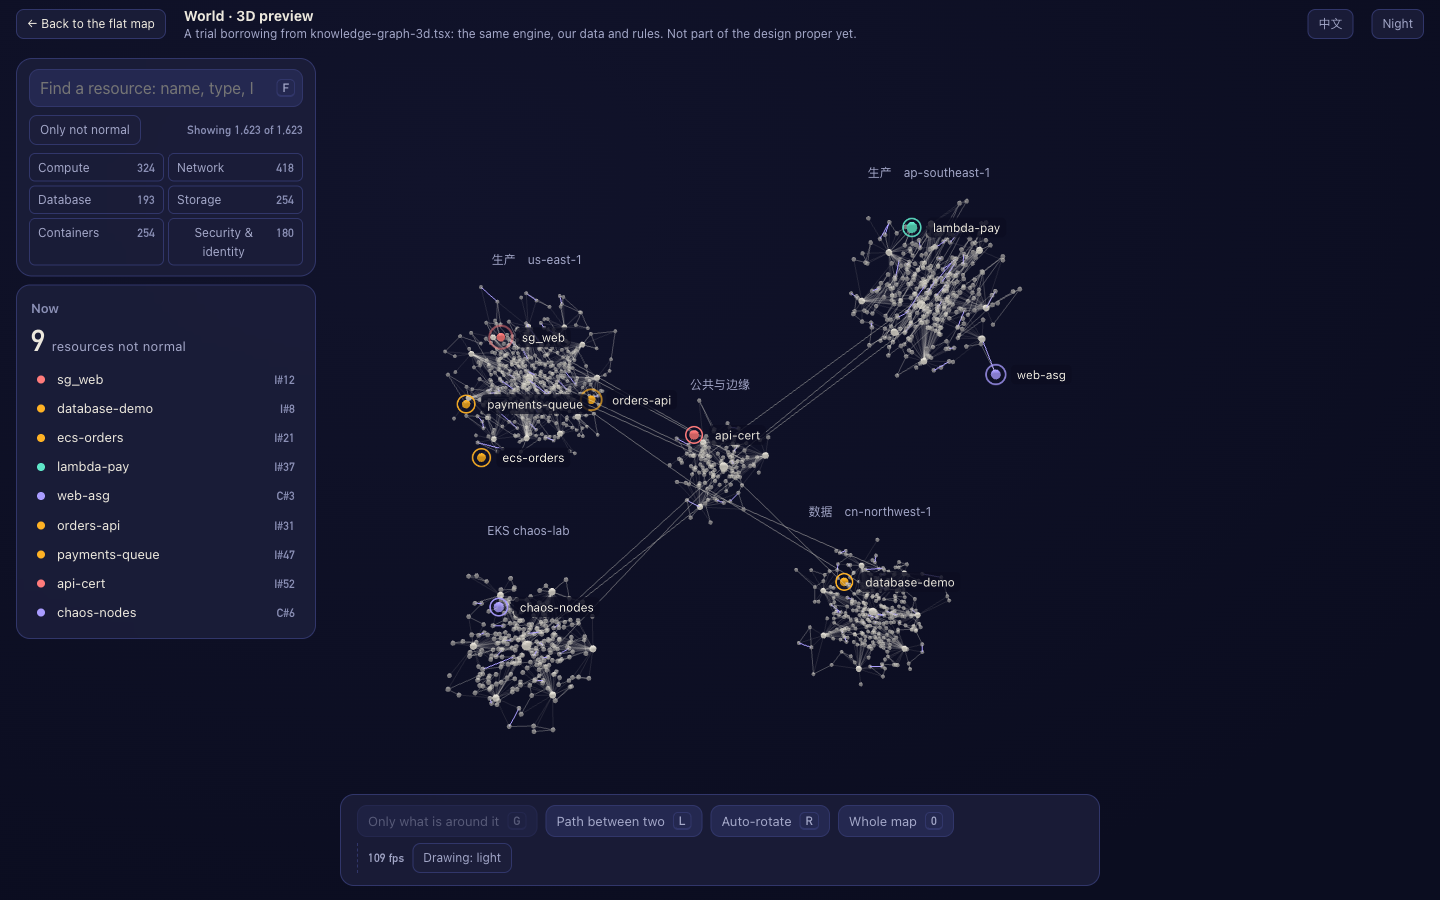 ← Back to the flat map
World · 3D preview
A trial borrowing from knowledge-graph-3d.tsx: the same engine, our data and rules. Not part of the design proper yet.
中文
Night
Find a resource: name, type, l
F
Only not normal
Showing 1,623 of 1,623
Compute 324
Network 418
Database 193
Storage 254
Containers 254
Security & identity 180
Now
9 resources not normal
sg_web I#12
database-demo I#8
ecs-orders I#21
lambda-pay I#37
web-asg C#3
orders-api I#31
payments-queue I#47
api-cert I#52
chaos-nodes C#6
生产 ap-southeast-1
lambda-pay
web-asg
生产 us-east-1
sg_web
payments-queue
orders-api
ecs-orders
公共与边缘
api-cert
数据 cn-northwest-1
database-demo
EKS chaos-lab
chaos-nodes
Only what is around it G
Path between two L
Auto-rotate R
Whole map 0
109 fps
Drawing: light